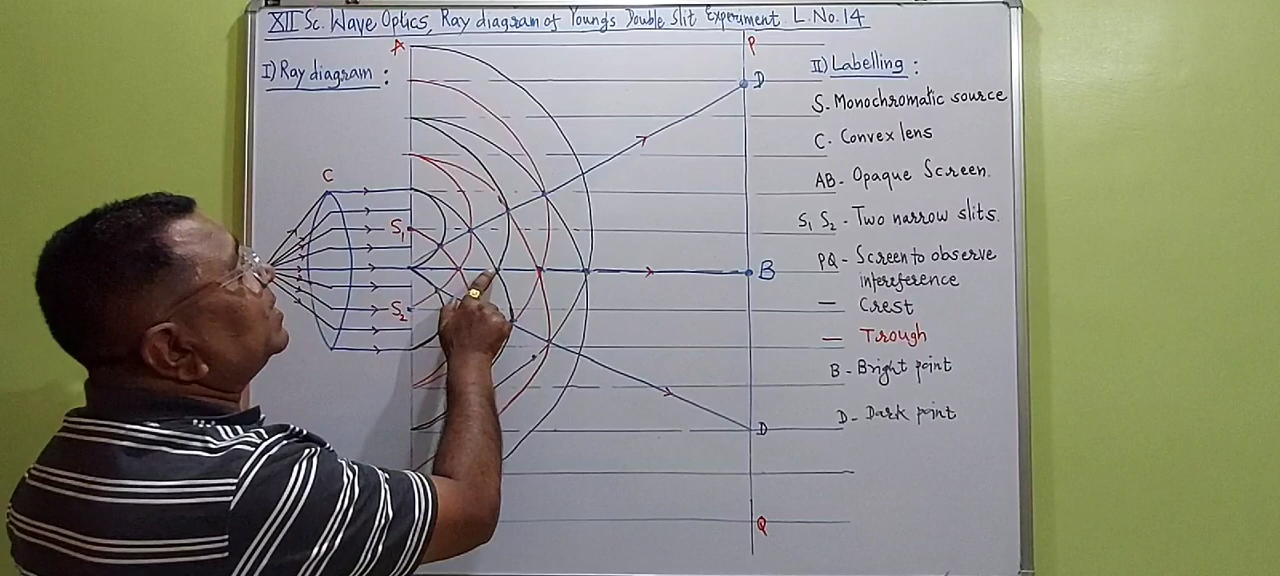 XII Sc. Wave Optics, Ray diagram of Young's Double Slit Experiment L. No. 14
I) Ray diagram :
A
P
D
C
S1
S2
B
D
Q
II) Labelling :
S - Monochromatic source
C - Convex lens
AB - Opaque Screen.
S1 S2 - Two narrow slits.
PQ - Screen to observe
intereference
— Crest
— Trough
B - Bright point
D - Dark point